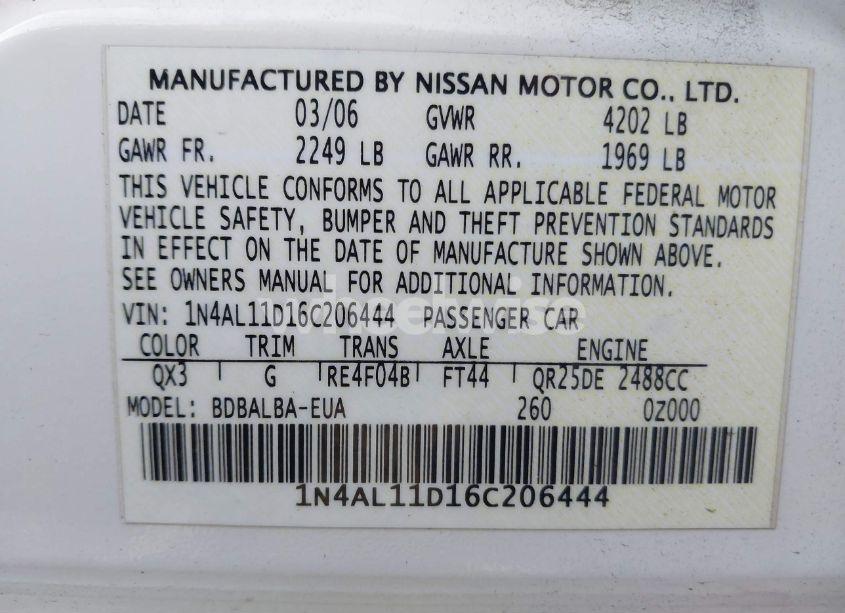 MANUFACTURED BY NISSAN MOTOR CO., LTD.
DATE 03/06 GVWR 4202 LB
GAWR FR. 2249 LB GAWR RR. 1969 LB
THIS VEHICLE CONFORMS TO ALL APPLICABLE FEDERAL MOTOR
VEHICLE SAFETY, BUMPER AND THEFT PREVENTION STANDARDS
IN EFFECT ON THE DATE OF MANUFACTURE SHOWN ABOVE.
SEE OWNERS MANUAL FOR ADDITIONAL INFORMATION.
wheelwise
VIN: 1N4AL11D16C206444 PASSENGER CAR
COLOR TRIM TRANS AXLE ENGINE
QX3 G RE4F04B FT44 QR25DE 2488CC
MODEL: BDBALBA-EUA 260 0Z000
1N4AL11D16C206444